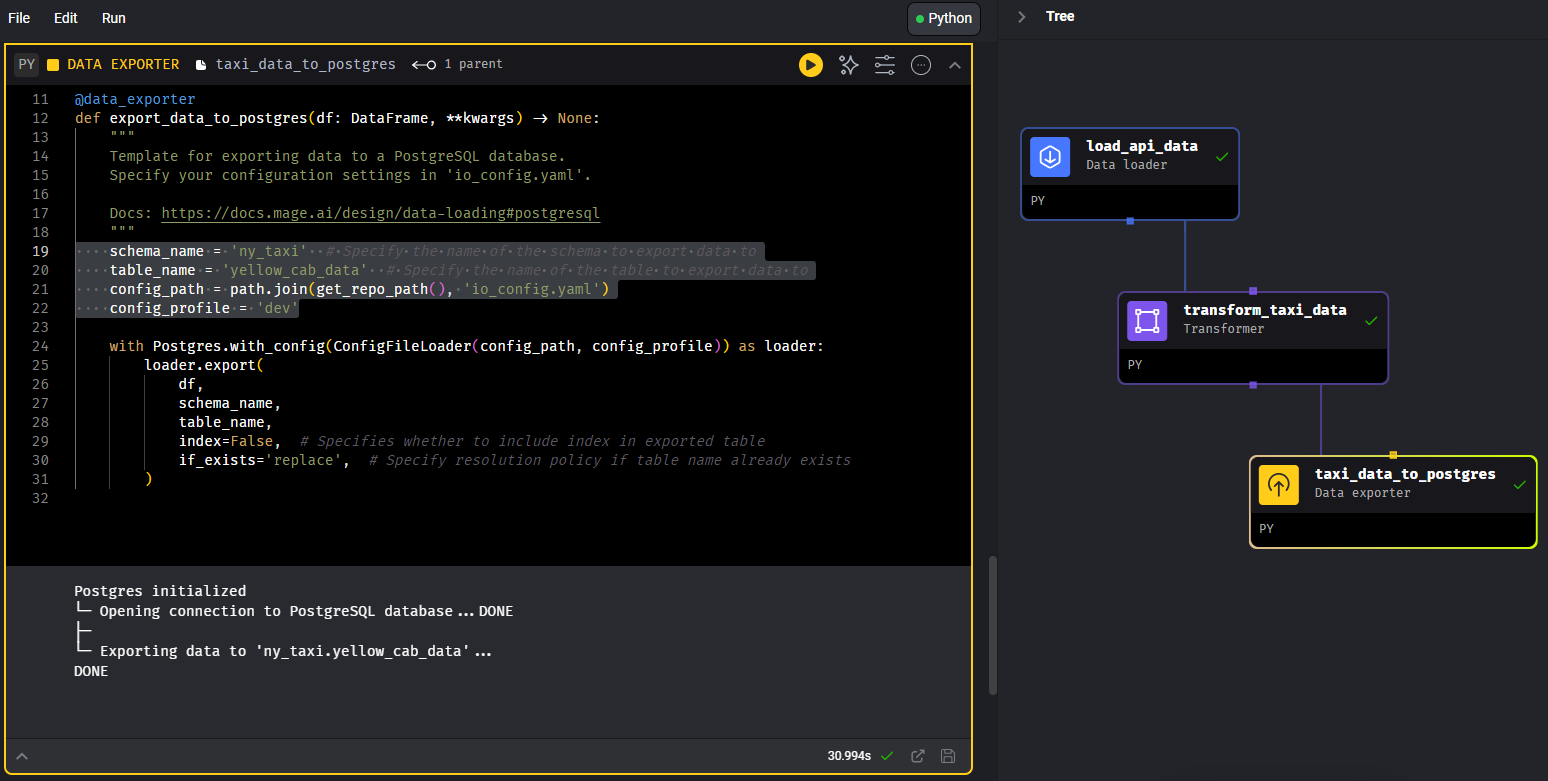 File Edit Run Python
PY DATA EXPORTER taxi_data_to_postgres 1 parent
11 @data_exporter
12 def export_data_to_postgres(df: DataFrame, **kwargs) -> None:
13 """
14 Template for exporting data to a PostgreSQL database.
15 Specify your configuration settings in 'io_config.yaml'.
16
17 Docs: https://docs.mage.ai/design/data-loading#postgresql
18 """
19 schema_name = 'ny_taxi' # Specify the name of the schema to export data to
20 table_name = 'yellow_cab_data' # Specify the name of the table to export data to
21 config_path = path.join(get_repo_path(), 'io_config.yaml')
22 config_profile = 'dev'
23
24 with Postgres.with_config(ConfigFileLoader(config_path, config_profile)) as loader:
25 loader.export(
26 df,
27 schema_name,
28 table_name,
29 index=False, # Specifies whether to include index in exported table
30 if_exists='replace', # Specify resolution policy if table name already exists
31 )
32
Postgres initialized
└─ Opening connection to PostgreSQL database...DONE
├─
└─ Exporting data to 'ny_taxi.yellow_cab_data'...
DONE
30.994s
Tree
load_api_data
Data loader
PY
transform_taxi_data
Transformer
PY
taxi_data_to_postgres
Data exporter
PY